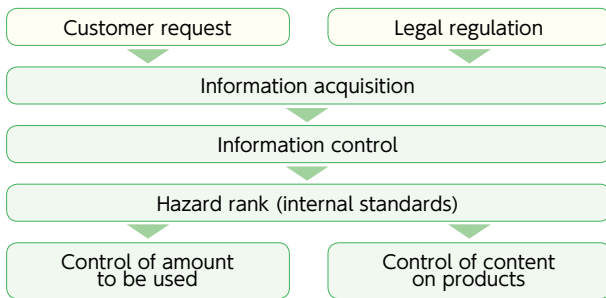 Customer request
Legal regulation
Information acquisition
Information control
Hazard rank (internal standards)
Control of amount
to be used
Control of content
on products